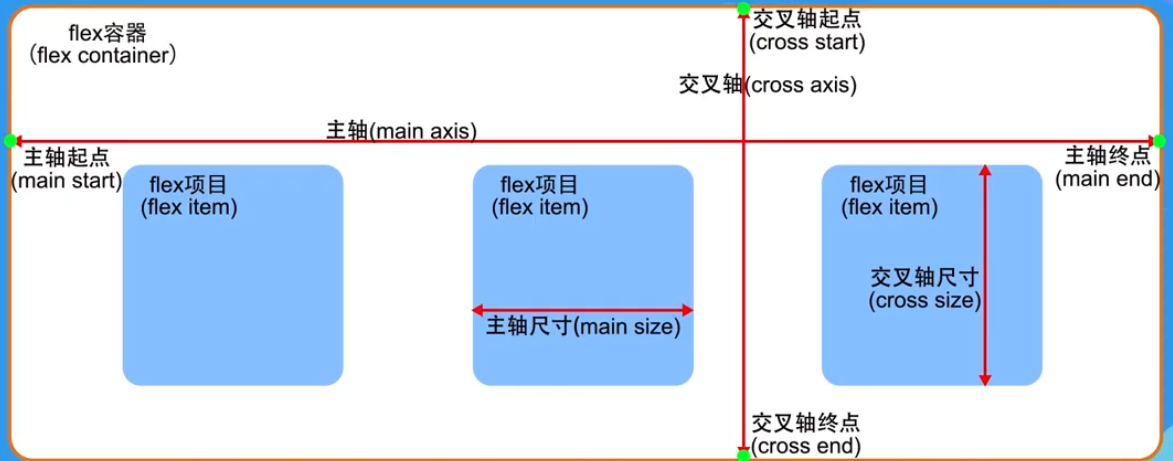 flex容器
（flex container）
交叉轴起点
(cross start)
交叉轴(cross axis)
主轴(main axis)
主轴起点
(main start)
主轴终点
(main end)
flex项目
(flex item)
flex项目
(flex item)
flex项目
(flex item)
交叉轴尺寸
(cross size)
主轴尺寸(main size)
交叉轴终点
(cross end)